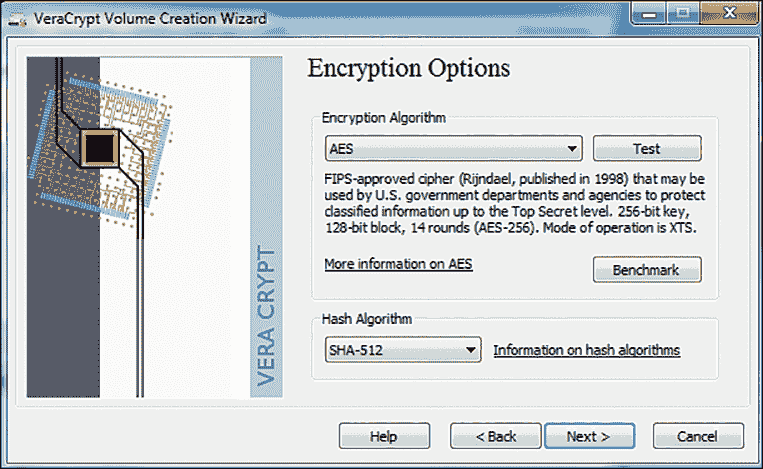 VeraCrypt Volume Creation Wizard
Encryption Options
Encryption Algorithm
AES
Test
FIPS-approved cipher (Rijndael, published in 1998) that may be
used by U.S. government departments and agencies to protect
classified information up to the Top Secret level. 256-bit key,
128-bit block, 14 rounds (AES-256). Mode of operation is XTS.
More information on AES
Benchmark
Hash Algorithm
SHA-512
Information on hash algorithms
VERA CRYPT
Help
< Back
Next >
Cancel